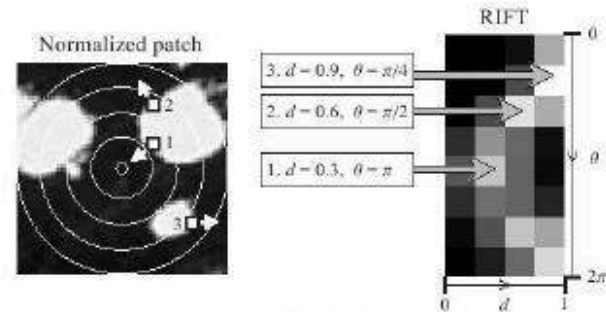 RIFT
Normalized patch
0
3. d = 0.9, θ = π/4
2. d = 0.6, θ = π/2
1. d = 0.3, θ = π
2
1
3
θ
2π
0 d 1